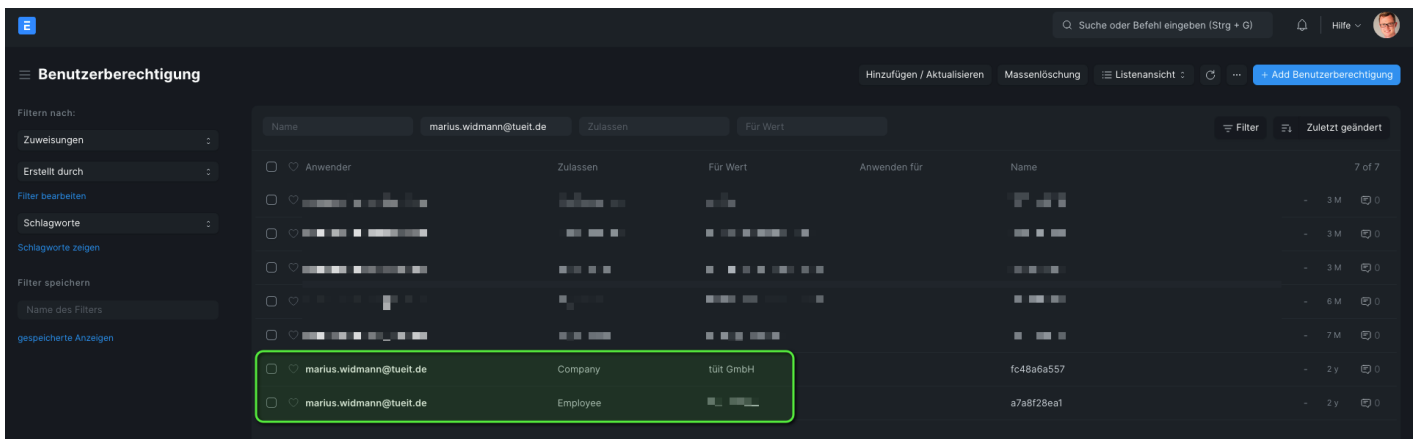 Suche oder Befehl eingeben (Strg + G) Hilfe
Benutzerberechtigung Hinzufügen / Aktualisieren Massenlöschung Listenansicht ... + Add Benutzerberechtigung
Filtern nach:
Zuweisungen
Erstellt durch
Filter bearbeiten
Schlagworte
Schlagworte zeigen
Filter speichern
Name des Filters
gespeicherte Anzeigen
Name marius.widmann@tueit.de Zulassen Für Wert Filter Zuletzt geändert
Anwender Zulassen Für Wert Anwenden für Name 7 of 7
- 3 M 0
- 3 M 0
- 3 M 0
- 6 M 0
- 7 M 0
marius.widmann@tueit.de Company tüit GmbH fc48a6a557 - 2 y 0
marius.widmann@tueit.de Employee a7a8f28ea1 - 2 y 0